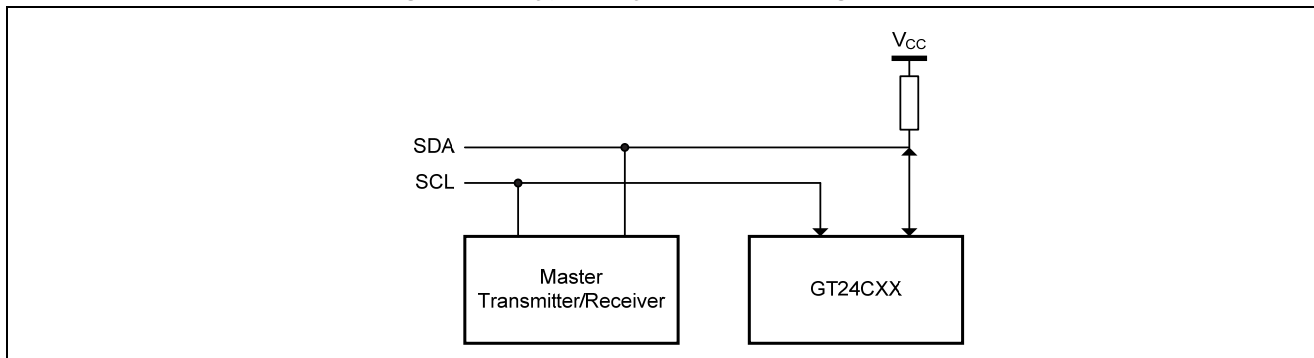 VCC
SDA
SCL
Master
Transmitter/Receiver
GT24CXX